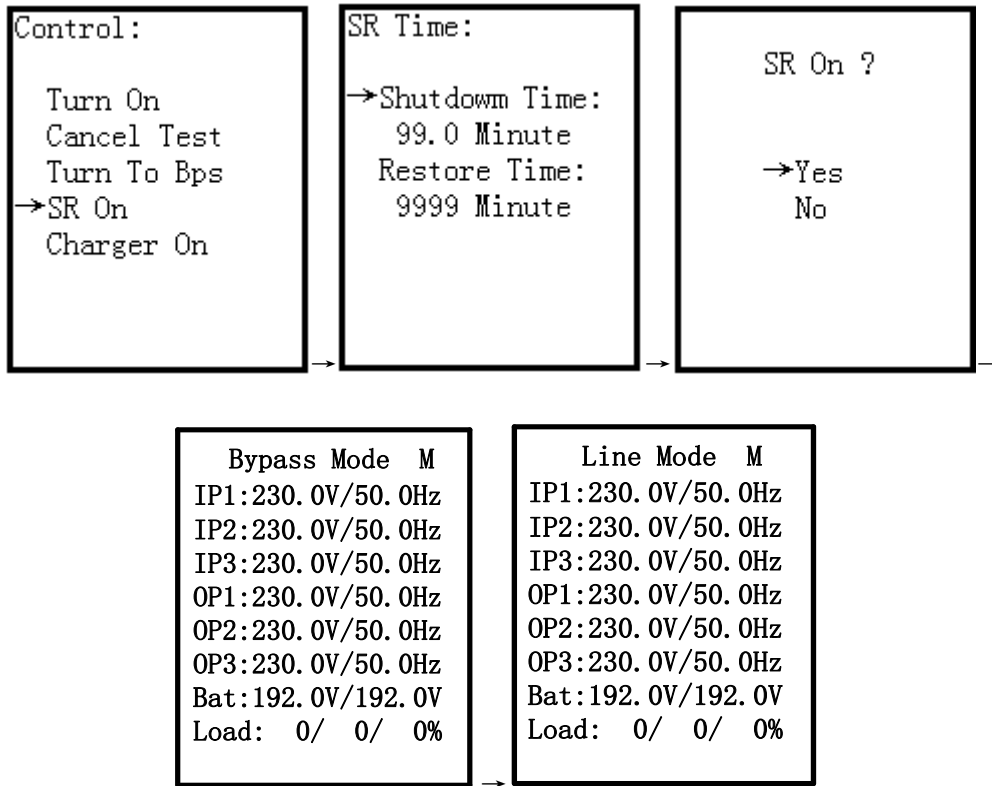 Control:
Turn On
Cancel Test
Turn To Bps
→SR On
Charger On
→
SR Time:
→Shutdowm Time:
99.0 Minute
Restore Time:
9999 Minute
→
SR On ?
→Yes
No
Bypass Mode M
IP1:230.0V/50.0Hz
IP2:230.0V/50.0Hz
IP3:230.0V/50.0Hz
OP1:230.0V/50.0Hz
OP2:230.0V/50.0Hz
OP3:230.0V/50.0Hz
Bat:192.0V/192.0V
Load: 0/ 0/ 0%
→
Line Mode M
IP1:230.0V/50.0Hz
IP2:230.0V/50.0Hz
IP3:230.0V/50.0Hz
OP1:230.0V/50.0Hz
OP2:230.0V/50.0Hz
OP3:230.0V/50.0Hz
Bat:192.0V/192.0V
Load: 0/ 0/ 0%